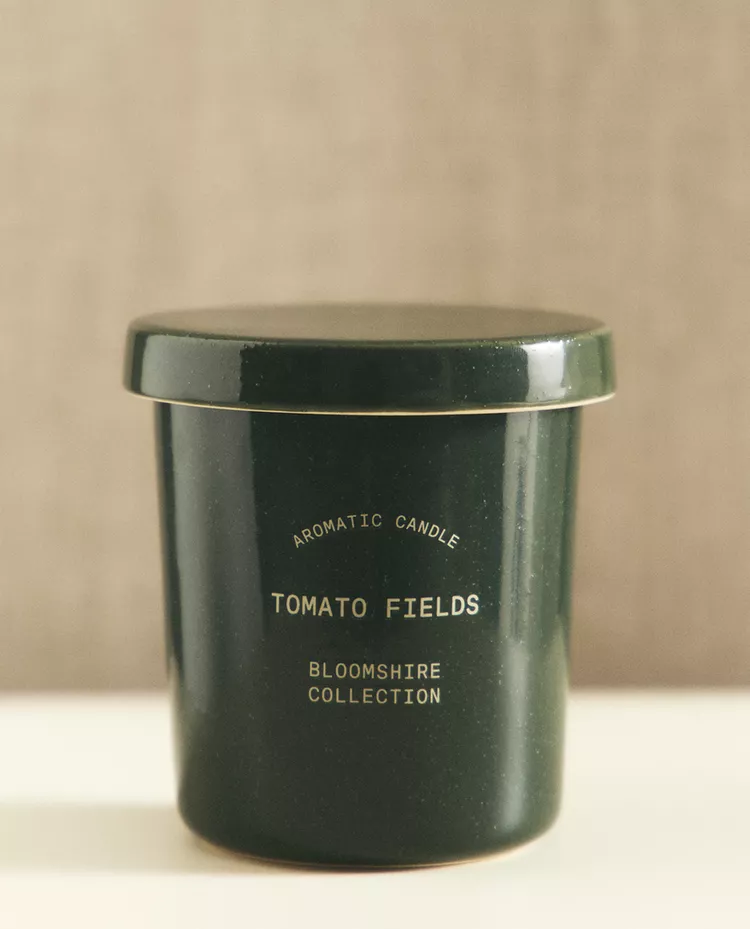 AROMATIC CANDLE
TOMATO FIELDS
BLOOMSHIRE
COLLECTION